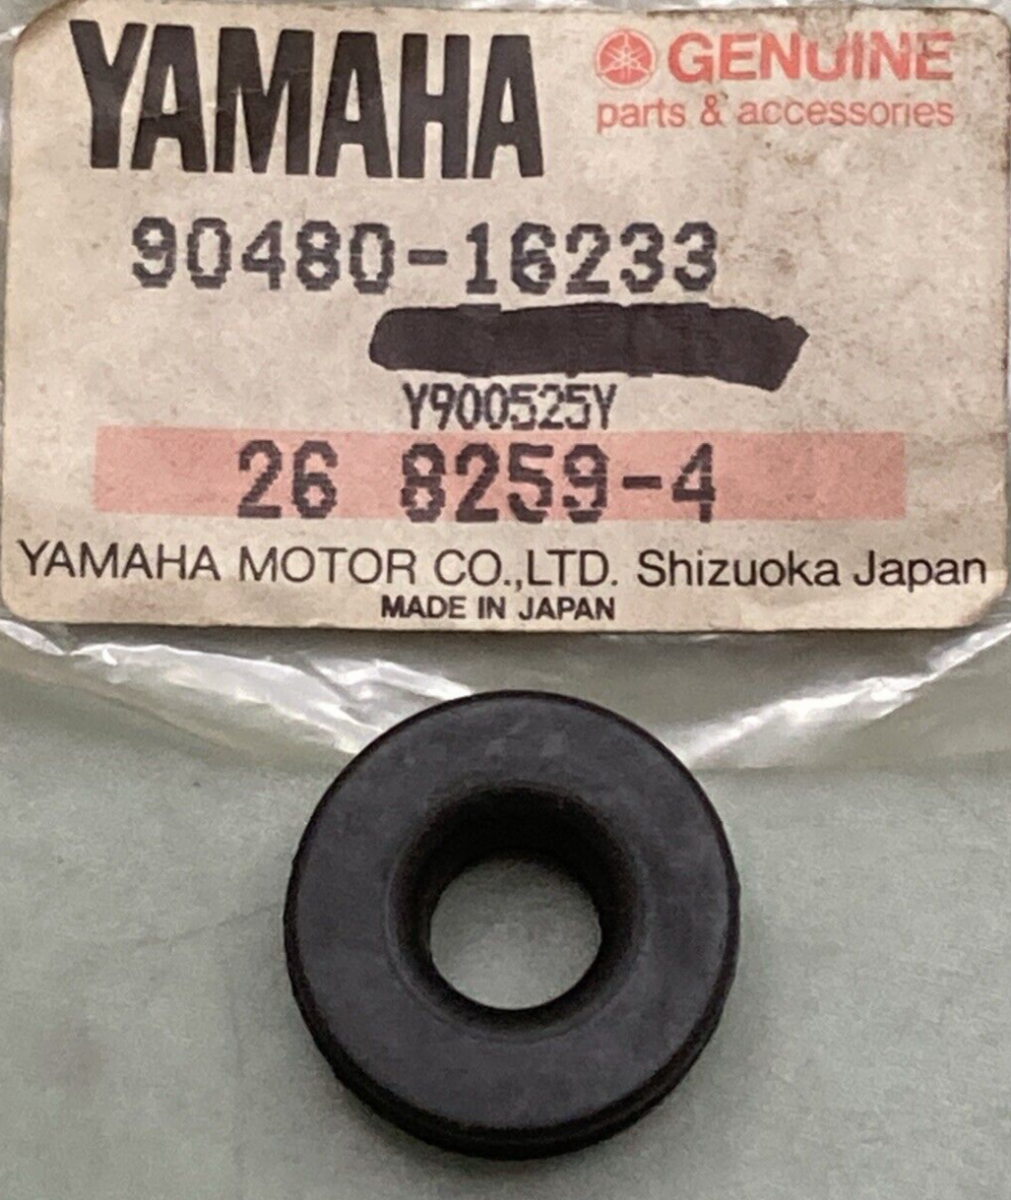 YAMAHA
GENUINE
parts & accessories
90480-16233
Y900525Y
26 8259-4
YAMAHA MOTOR CO.,LTD. Shizuoka Japan
MADE IN JAPAN